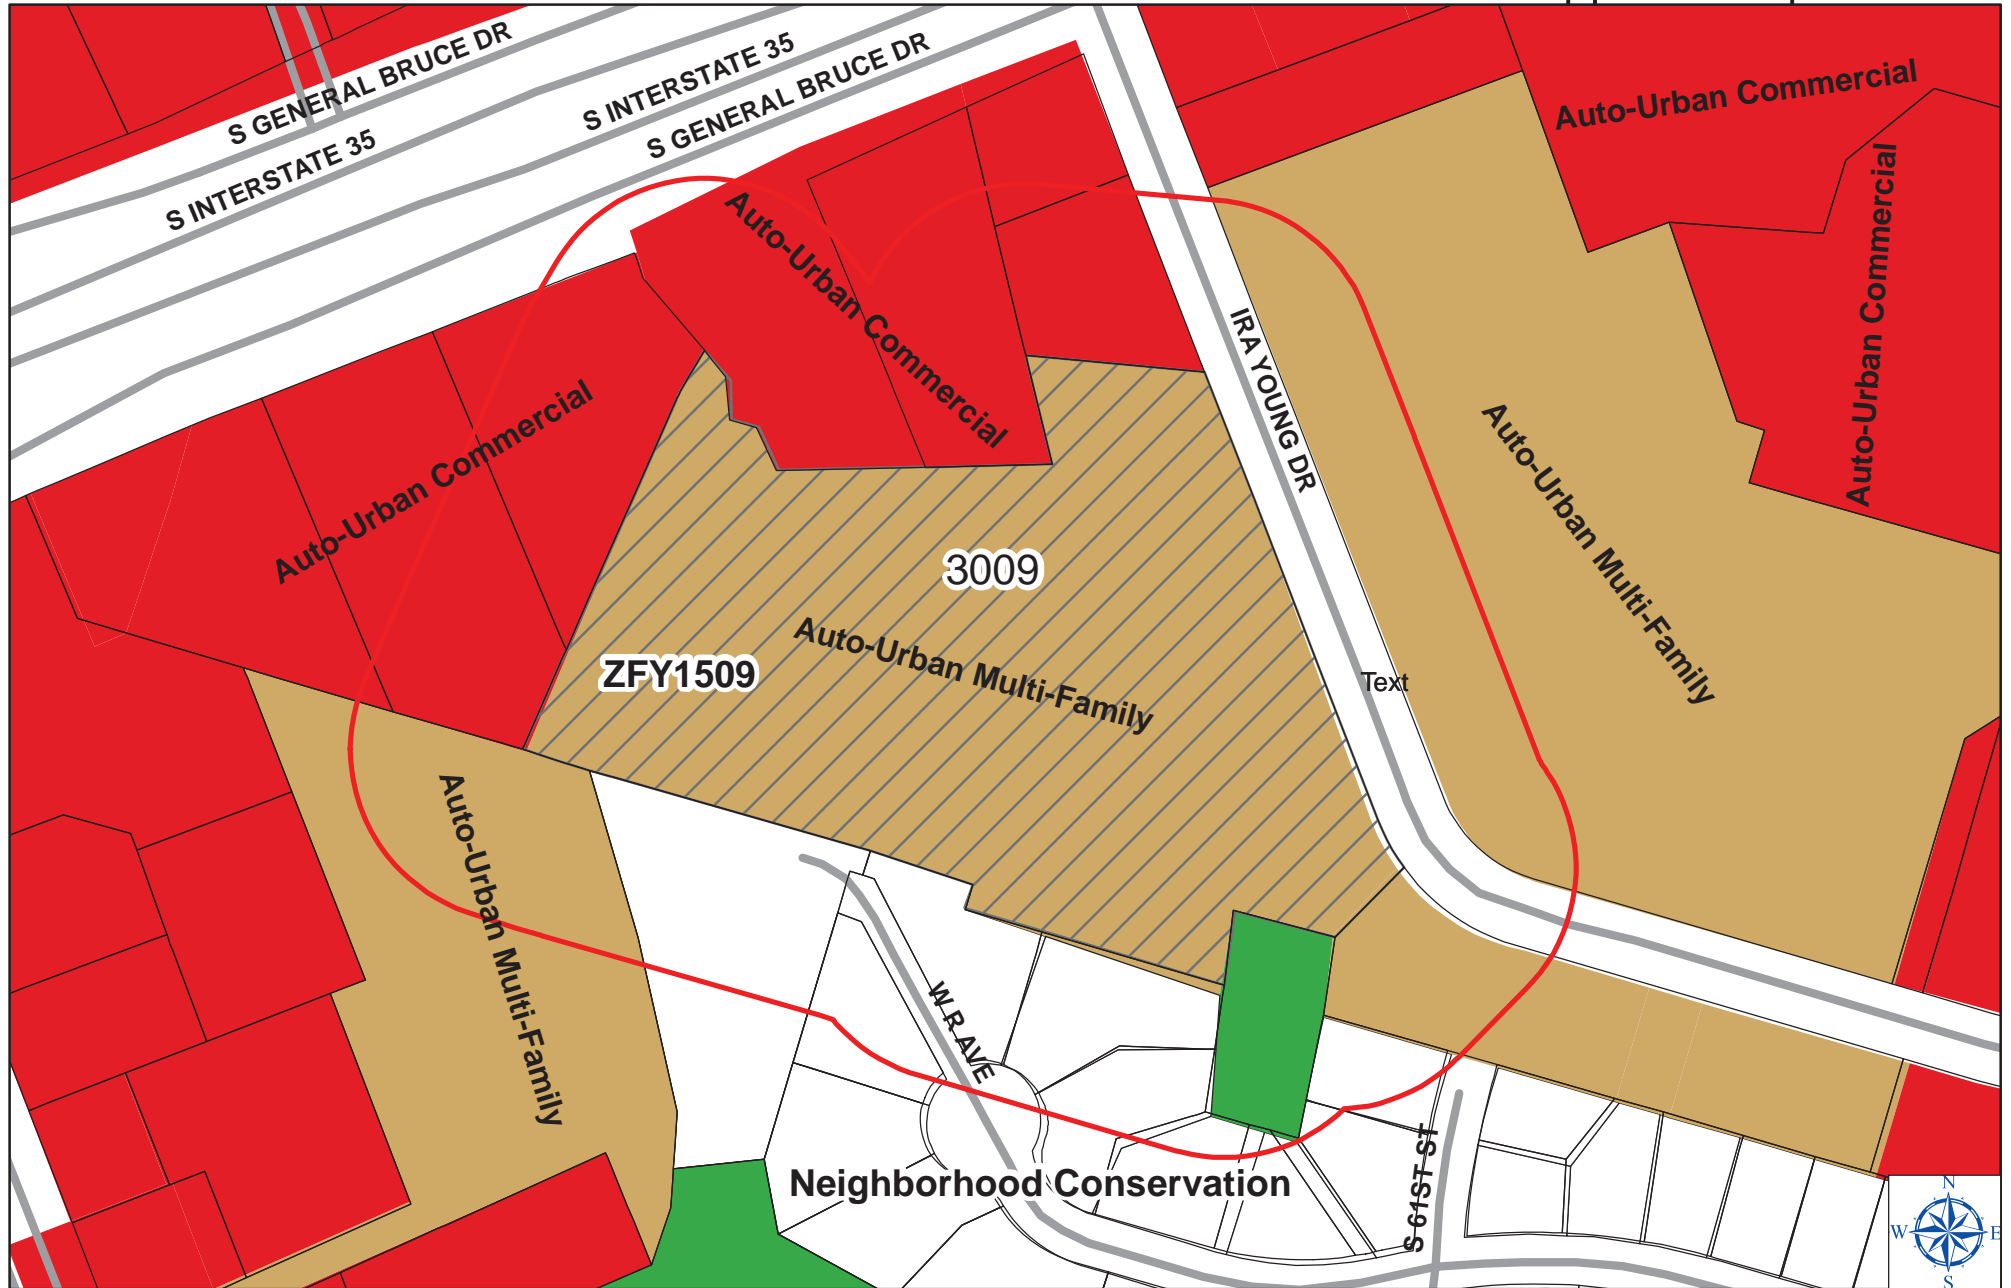 S GENERAL BRUCE DR
S INTERSTATE 35
S INTERSTATE 35
S GENERAL BRUCE DR
Auto-Urban Commercial
Auto-Urban Commercial
Auto-Urban Commercial
Auto-Urban Commercial
IRA YOUNG DR
Auto-Urban Multi-Family
3009
ZFY1509
Auto-Urban Multi-Family
Text
Auto-Urban Multi-Family
W R AVE
Neighborhood Conservation
S 61ST ST
N
W E
S